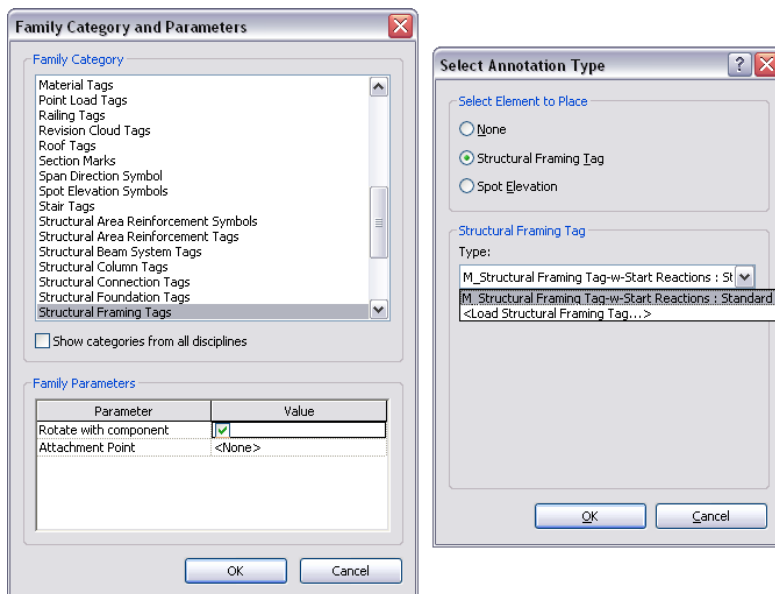 Family Category and Parameters
Family Category
Material Tags
Point Load Tags
Railing Tags
Revision Cloud Tags
Roof Tags
Section Marks
Span Direction Symbol
Spot Elevation Symbols
Stair Tags
Structural Area Reinforcement Symbols
Structural Area Reinforcement Tags
Structural Beam System Tags
Structural Column Tags
Structural Connection Tags
Structural Foundation Tags
Structural Framing Tags
Show categories from all disciplines
Family Parameters
Parameter Value
Rotate with component
Attachment Point <None>
OK Cancel
Select Annotation Type ?
Select Element to Place
None
Structural Framing Tag
Spot Elevation
Structural Framing Tag
Type:
M_Structural Framing Tag-w-Start Reactions : St
M_Structural Framing Tag-w-Start Reactions : Standard
<Load Structural Framing Tag...>
OK Cancel